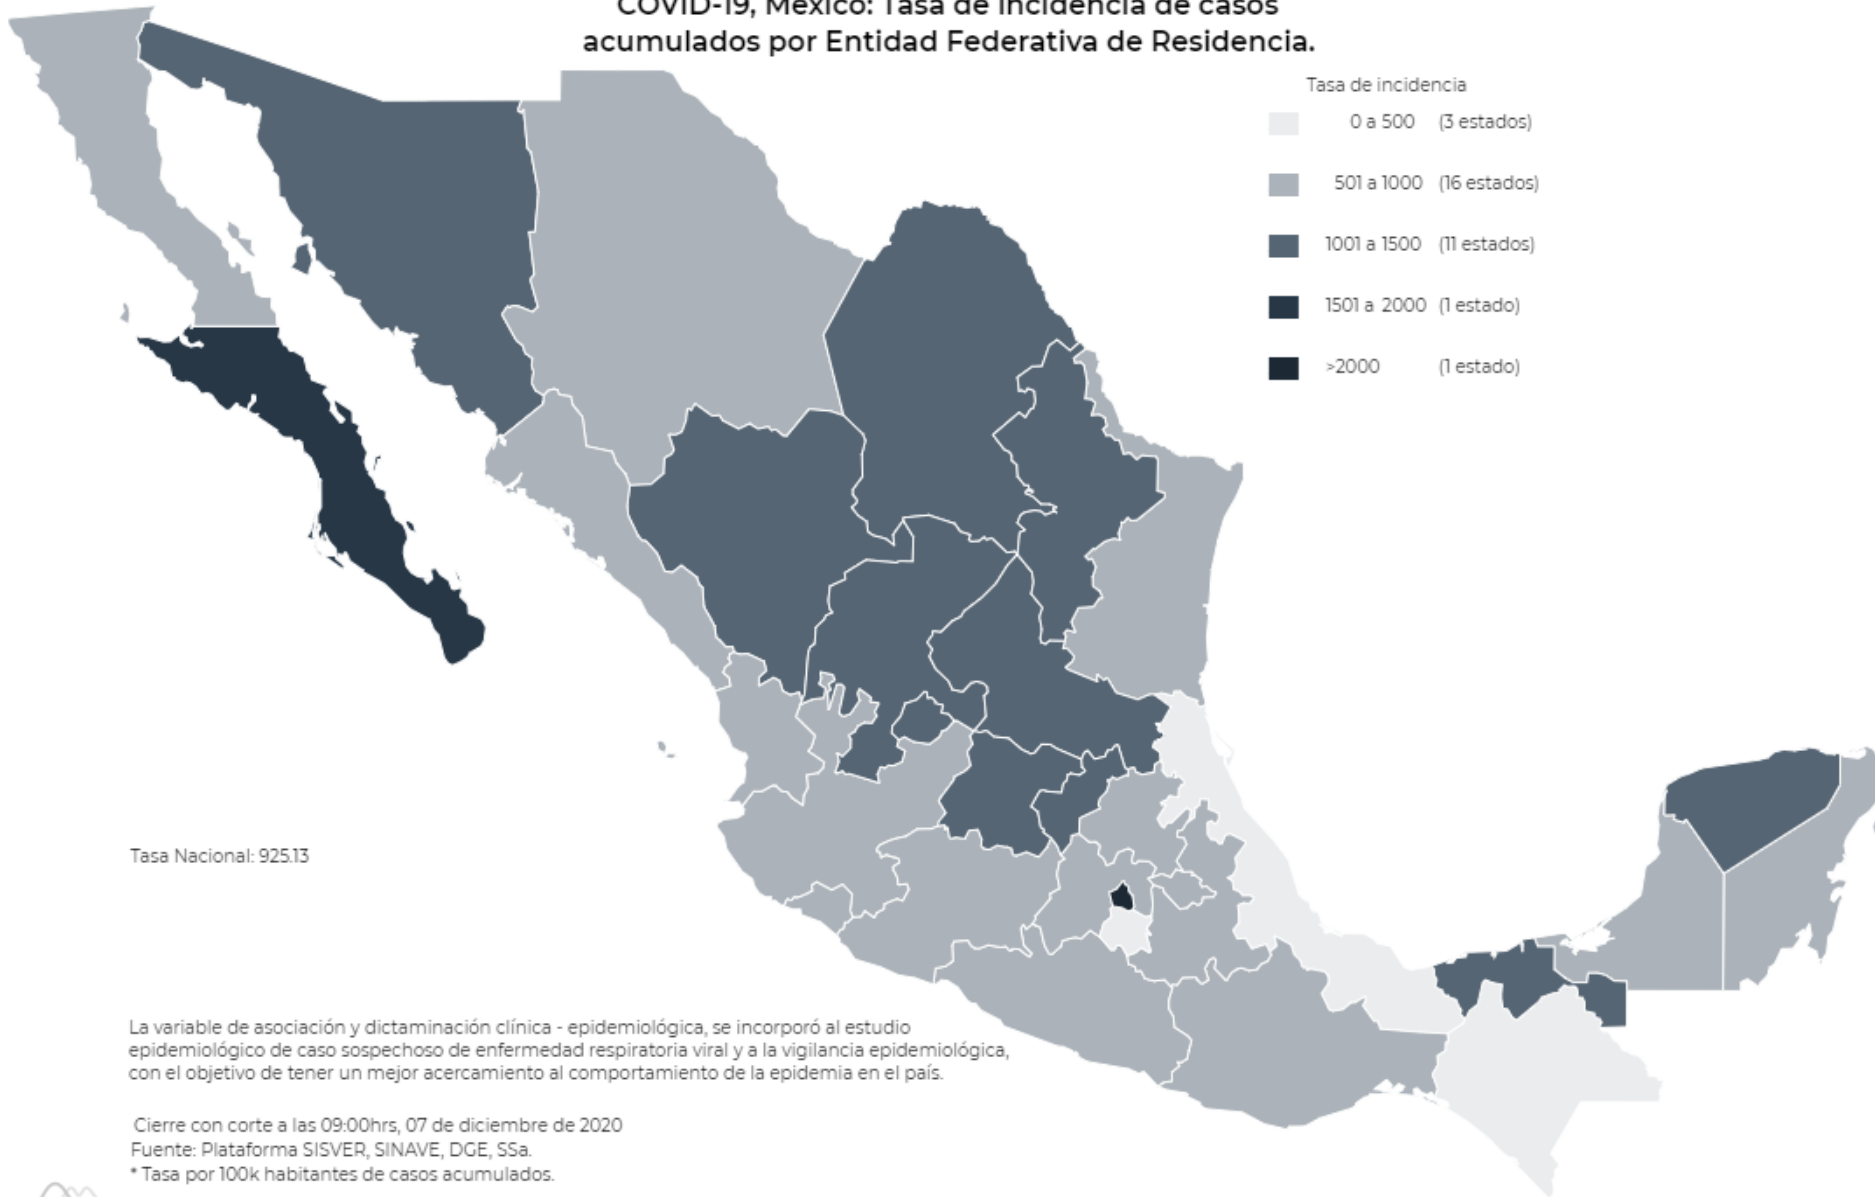 COVID-19, México: Tasa de incidencia de casos
acumulados por Entidad Federativa de Residencia.
Tasa de incidencia
0 a 500 (3 estados)
501 a 1000 (16 estados)
1001 a 1500 (11 estados)
1501 a 2000 (1 estado)
>2000 (1 estado)
Tasa Nacional: 925.13
La variable de asociación y dictaminación clínica - epidemiológica, se incorporó al estudio
epidemiológico de caso sospechoso de enfermedad respiratoria viral y a la vigilancia epidemiológica,
con el objetivo de tener un mejor acercamiento al comportamiento de la epidemia en el país.
Cierre con corte a las 09:00hrs, 07 de diciembre de 2020
Fuente: Plataforma SISVER, SINAVE, DGE, SSa.
* Tasa por 100k habitantes de casos acumulados.